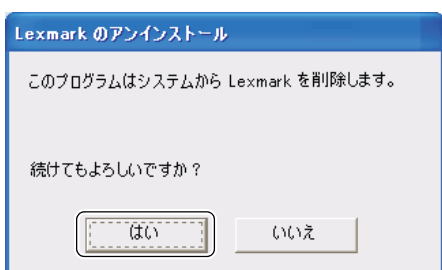 Lexmark のアンインストール
このプログラムはシステムから Lexmark を削除します。
続けてもよろしいですか？
はい
いいえ